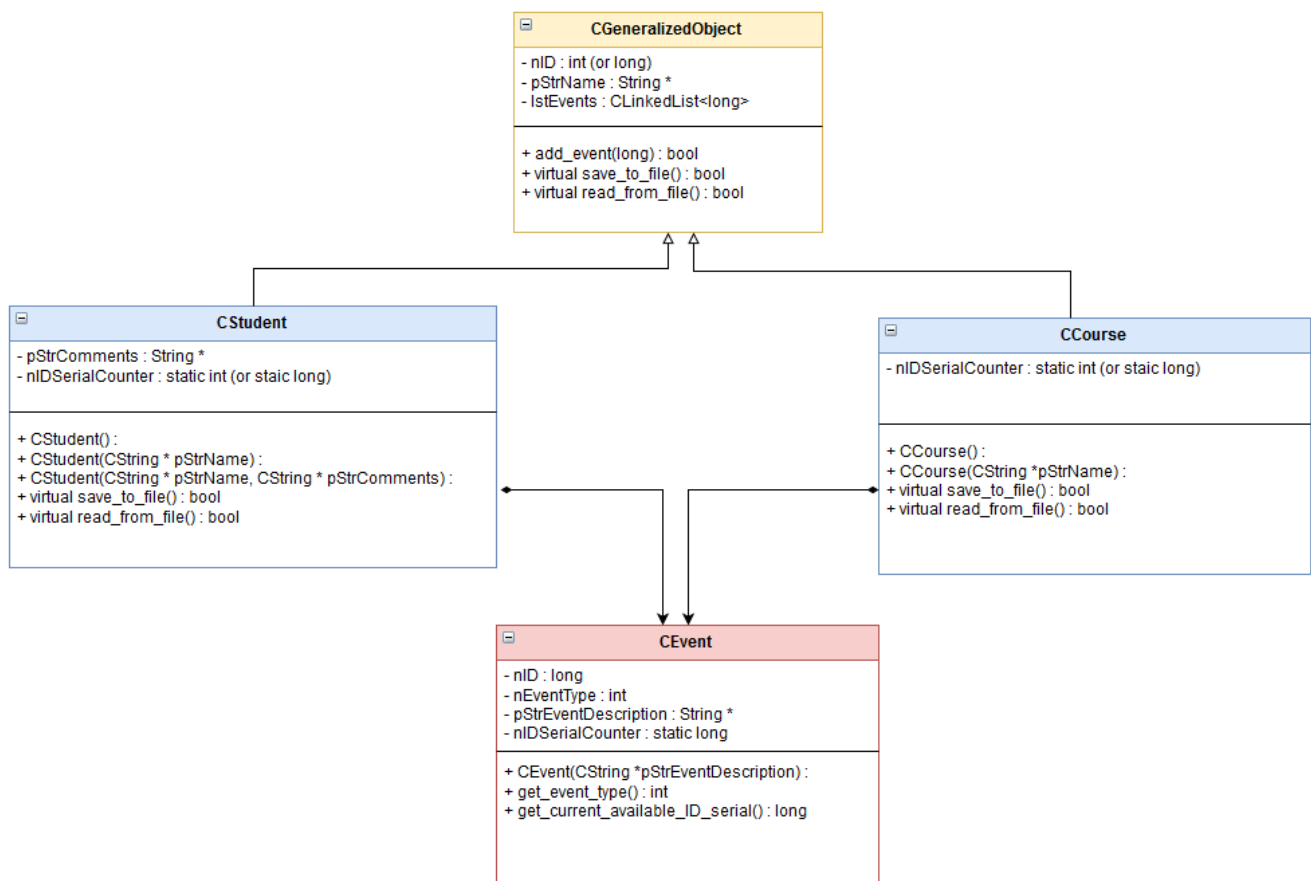 CGeneralizedObject
- nID : int (or long)
- pStrName : String *
- lstEvents : CLinkedList<long>
+ add_event(long) : bool
+ virtual save_to_file() : bool
+ virtual read_from_file() : bool
CStudent
- pStrComments : String *
- nIDSerialCounter : static int (or staic long)
+ CStudent() :
+ CStudent(CString * pStrName) :
+ CStudent(CString * pStrName, CString * pStrComments) :
+ virtual save_to_file() : bool
+ virtual read_from_file() : bool
CCourse
- nIDSerialCounter : static int (or staic long)
+ CCourse() :
+ CCourse(CString *pStrName) :
+ virtual save_to_file() : bool
+ virtual read_from_file() : bool
CEvent
- nID : long
- nEventType : int
- pStrEventDescription : String *
- nIDSerialCounter : static long
+ CEvent(CString *pStrEventDescription) :
+ get_event_type() : int
+ get_current_available_ID_serial() : long